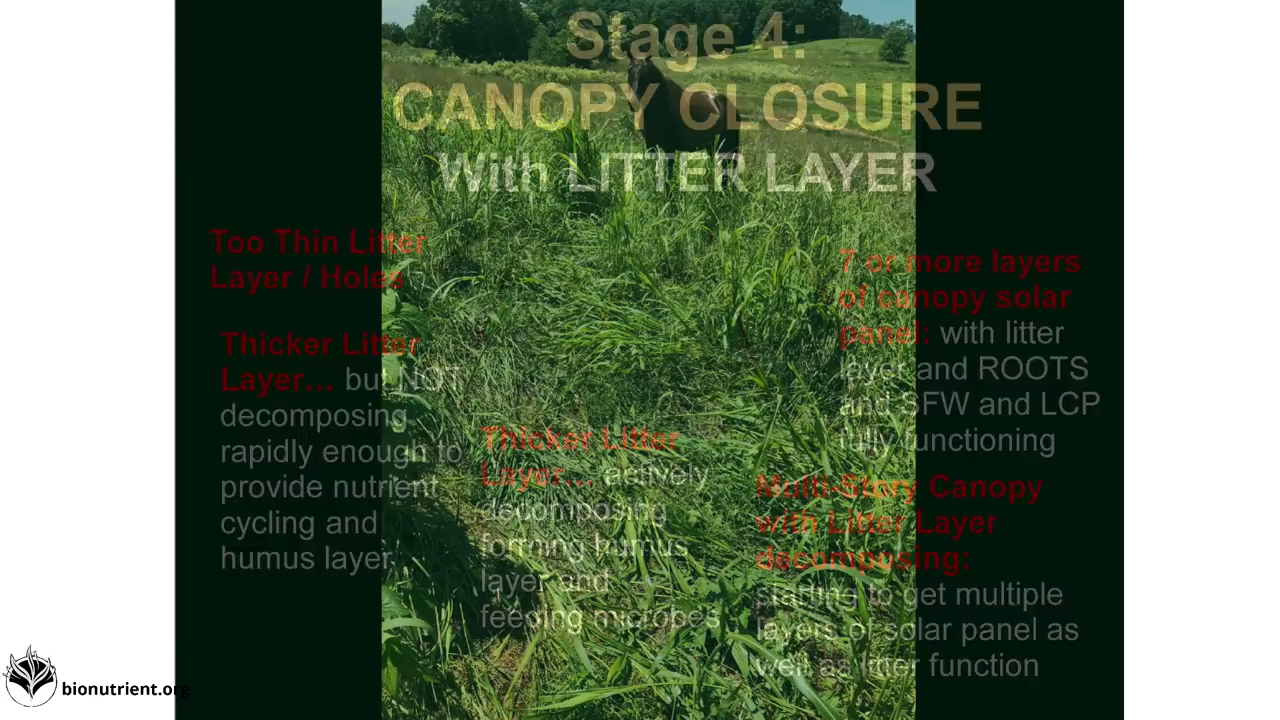 Stage 4:
CANOPY CLOSURE
With LITTER LAYER
Too Thin Litter
Layer / Holes
Thicker Litter
Layer... but NOT
decomposing
rapidly enough to
provide nutrient
cycling and
humus layer
Thicker Litter
Layer... actively
decomposing
forming humus
layer and
feeding microbes
7 or more layers
of canopy solar
panel: with litter
layer and ROOTS
and SFW and LCP
fully functioning
Multi-Story Canopy
with Litter Layer
decomposing:
starting to get multiple
layers of solar panel as
well as litter function
bionutrient.org